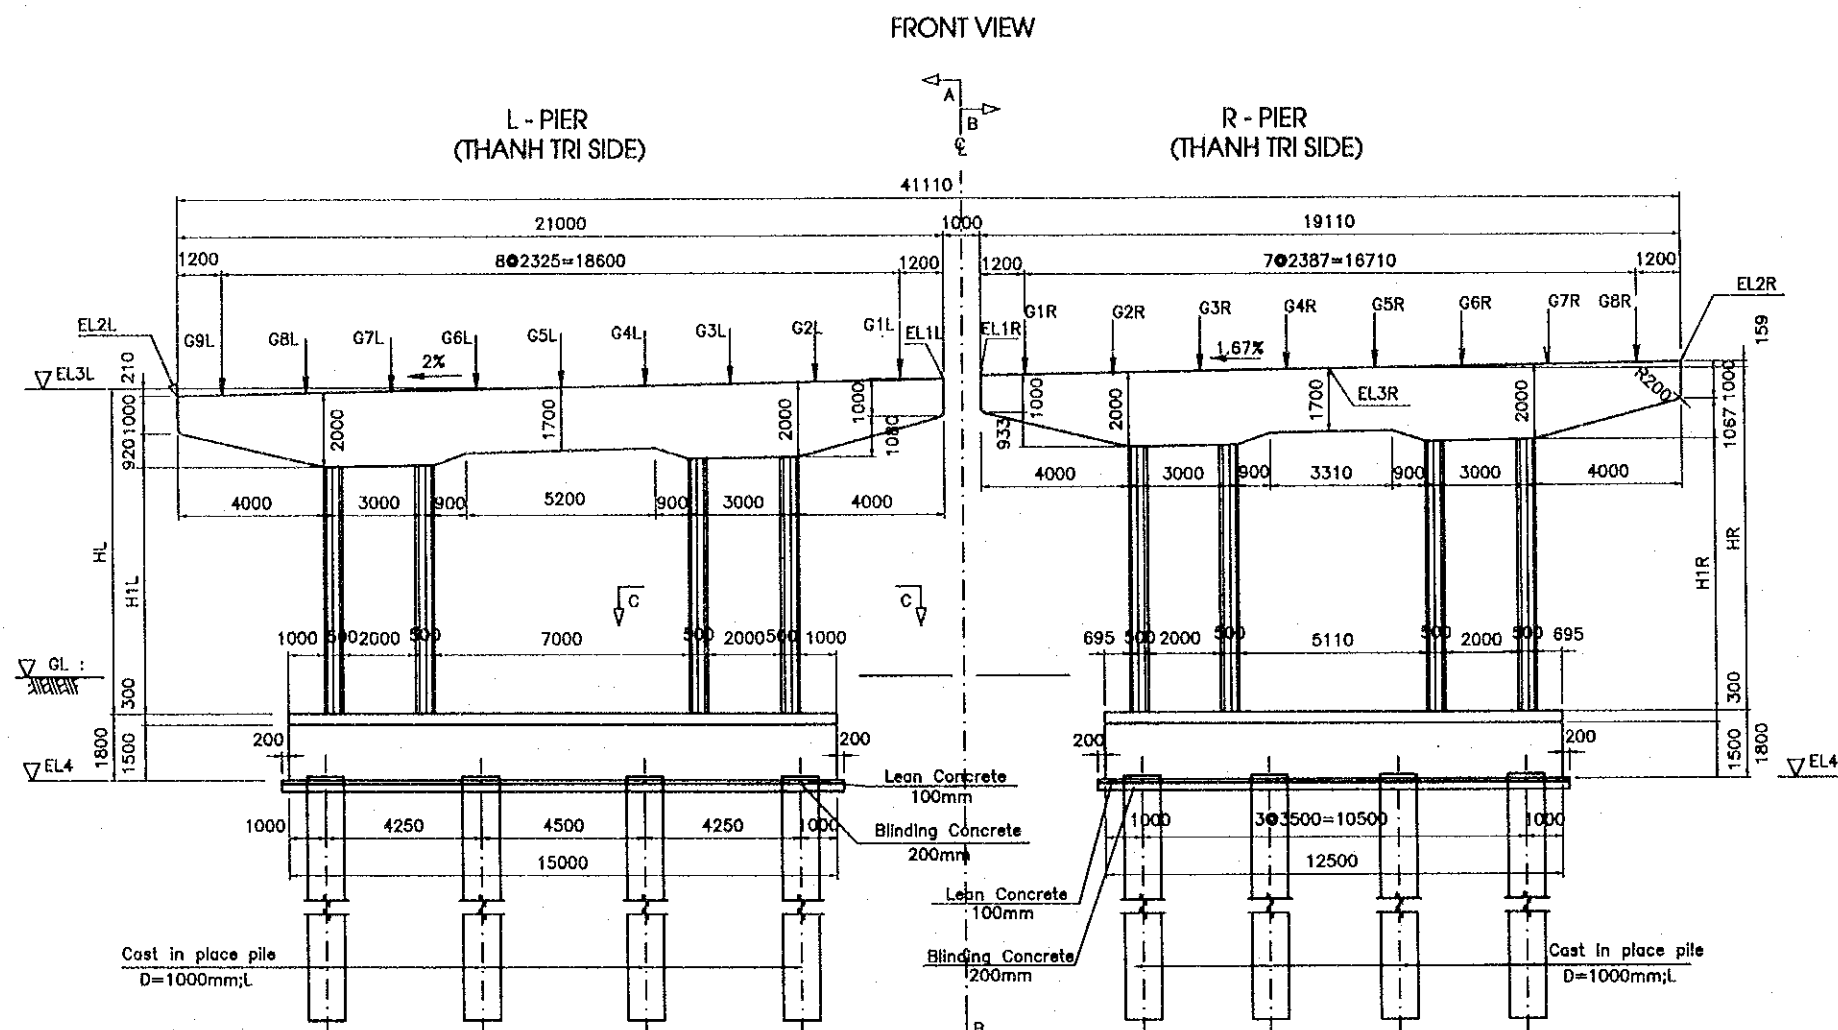 FRONT VIEW
A
B
L - PIER
(THANH TRI SIDE)
R - PIER
(THANH TRI SIDE)
41110
21000
1000
19110
1200
8@2325=18600
1200
1200
7@2387=16710
1200
EL2L
G9L
G8L
G7L
G6L
G5L
G4L
G3L
G2L
G1L
EL1L
EL1R
G1R
G2R
G3R
G4R
G5R
G6R
G7R
G8R
EL2R
2%
1,67%
159
EL3L
210
1000
920
2000
1700
2000
1000
1080
1000
933
2000
1700
EL3R
2000
R200
1000
1067
4000
3000
900
5200
900
3000
4000
4000
3000
900
3310
900
3000
4000
HL
H1L
C
C
H1R
HR
1000
500
2000
500
7000
500
2000
500
1000
695
500
2000
500
5110
500
2000
500
695
GL :
300
300
1800
1500
200
200
200
200
1500
1800
EL4
EL4
Lean Concrete
100mm
1000
4250
4500
4250
1000
Blinding Concrete
200mm
1000
3@3500=10500
1000
15000
12500
Lean Concrete
100mm
Cast in place pile
D=1000mm;L
Blinding Concrete
200mm
Cast in place pile
D=1000mm;L
B